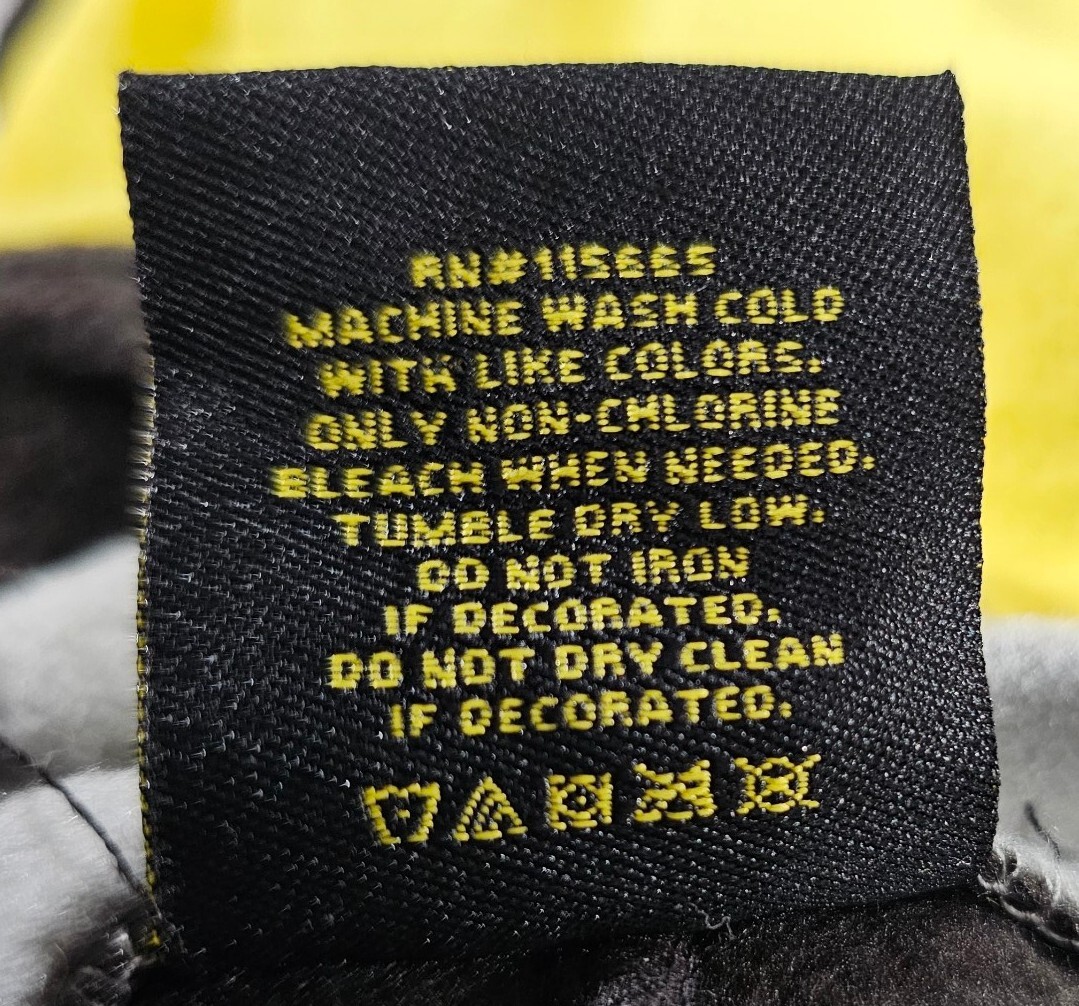 RN#115665
MACHINE WASH COLD
WITH LIKE COLORS.
ONLY NON-CHLORINE
BLEACH WHEN NEEDED.
TUMBLE DRY LOW.
DO NOT IRON
IF DECORATED.
DO NOT DRY CLEAN
IF DECORATED.